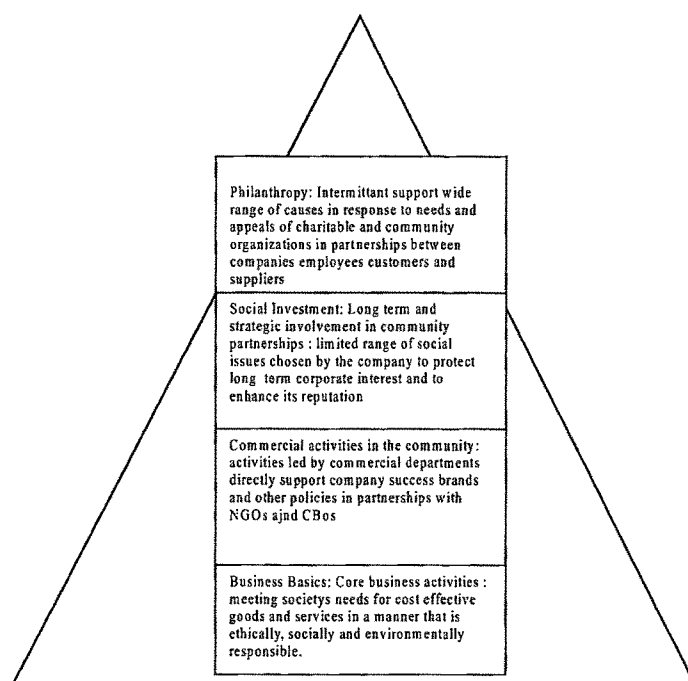 Philanthropy: Intermittant support wide
range of causes in response to needs and
appeals of charitable and community
organizations in partnerships between
companies employees customers and
suppliers
Social Investment: Long term and
strategic involvement in community
partnerships : limited range of social
issues chosen by the company to protect
long term corporate interest and to
enhance its reputation
Commercial activities in the community:
activities led by commercial departments
directly support company success brands
and other policies in partnerships with
NGOs ajnd CBos
Business Basics: Core business activities :
meeting societys needs for cost effective
goods and services in a manner that is
ethically, socially and environmentally
responsible.